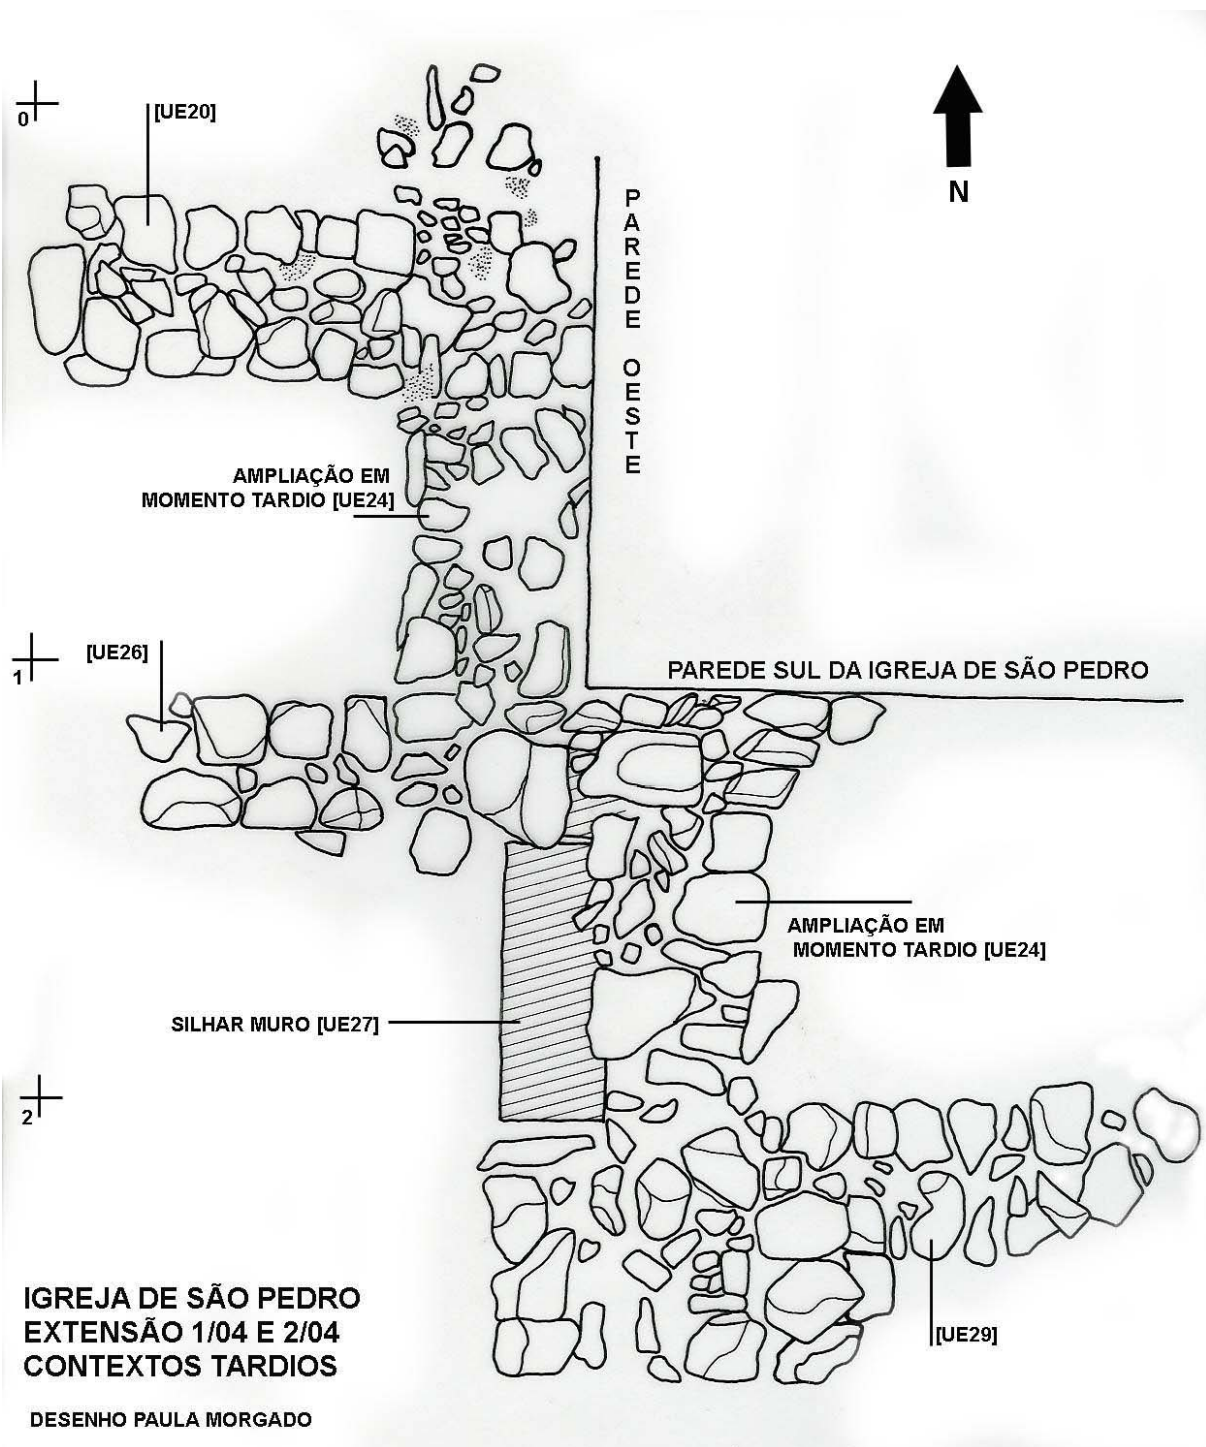 0
[UE20]
N
PAREDE OESTE
AMPLIAÇÃO EM
MOMENTO TARDIO [UE24]
1
[UE26]
PAREDE SUL DA IGREJA DE SÃO PEDRO
AMPLIAÇÃO EM
MOMENTO TARDIO [UE24]
SILHAR MURO [UE27]
2
[UE29]
IGREJA DE SÃO PEDRO
EXTENSÃO 1/04 E 2/04
CONTEXTOS TARDIOS
DESENHO PAULA MORGADO